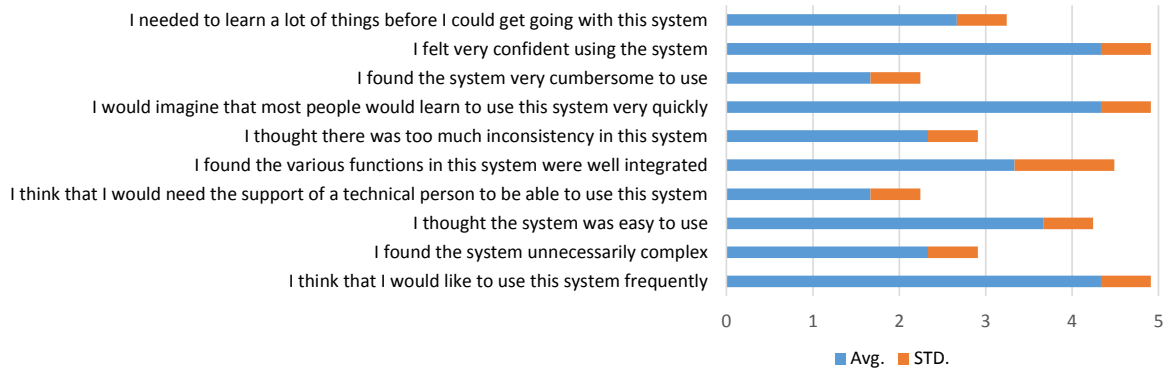 I needed to learn a lot of things before I could get going with this system
I felt very confident using the system
I found the system very cumbersome to use
I would imagine that most people would learn to use this system very quickly
I thought there was too much inconsistency in this system
I found the various functions in this system were well integrated
I think that I would need the support of a technical person to be able to use this system
I thought the system was easy to use
I found the system unnecessarily complex
I think that I would like to use this system frequently
0 1 2 3 4 5
Avg. STD.